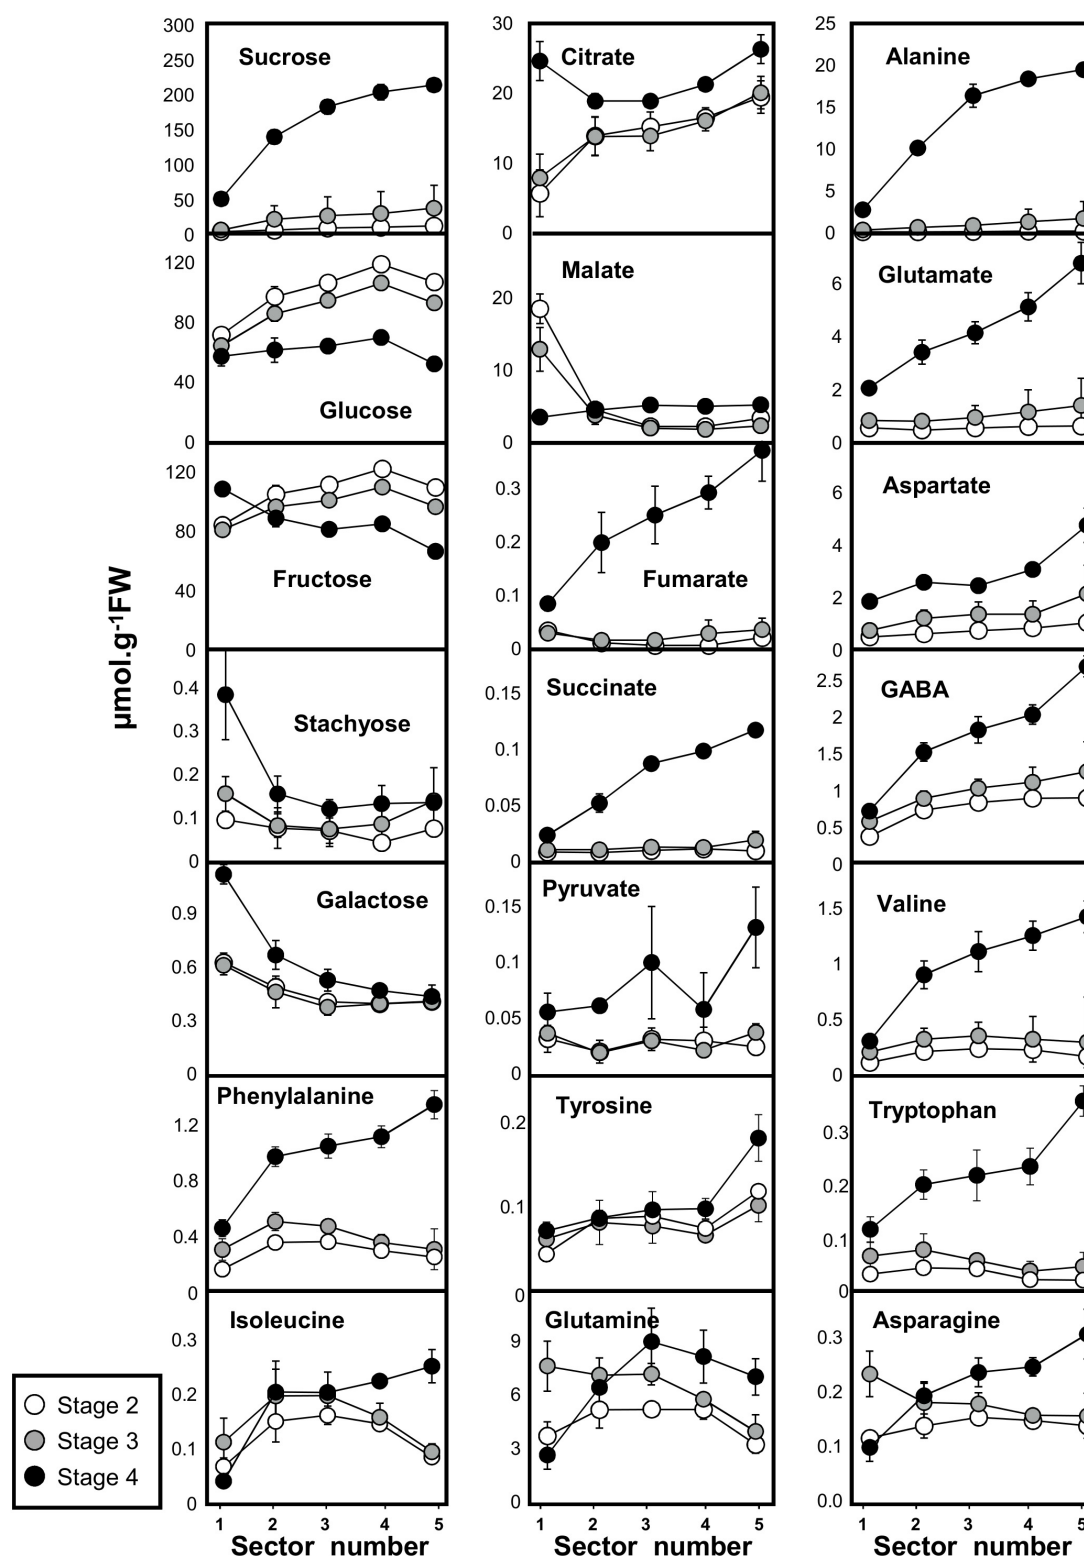 µmol.g-1FW
300
250
200
150
100
50
0
Sucrose
30
20
10
0
Citrate
25
20
15
10
5
0
Alanine
120
80
40
0
Glucose
20
10
0
Malate
6
4
2
0
Glutamate
120
80
40
0
Fructose
0.3
0.2
0.1
0
Fumarate
6
4
2
0
Aspartate
0.4
0.3
0.2
0.1
0
Stachyose
0.15
0.1
0.05
0
Succinate
2.5
2
1.5
1
0.5
0
GABA
0.9
0.6
0.3
0
Galactose
0.15
0.1
0.05
0
Pyruvate
1.5
1
0.5
0
Valine
1.2
0.8
0.4
0
Phenylalanine
0.2
0.1
0
Tyrosine
0.3
0.2
0.1
0
Tryptophan
0.3
0.2
0.1
0
Isoleucine
9
6
3
0
Glutamine
0.3
0.2
0.1
0.0
Asparagine
Stage 2
Stage 3
Stage 4
1 2 3 4 5
Sector number
1 2 3 4 5
Sector number
1 2 3 4 5
Sector number